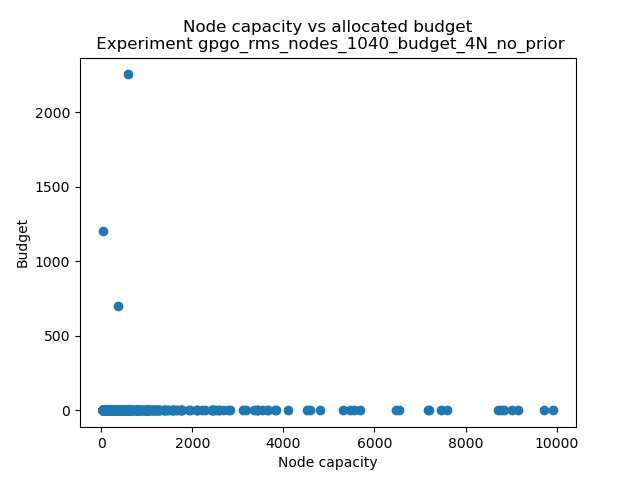 Node capacity vs allocated budget
Experiment gpgo_rms_nodes_1040_budget_4N_no_prior
2000
1500
1000
500
0
Budget
0 2000 4000 6000 8000 10000
Node capacity